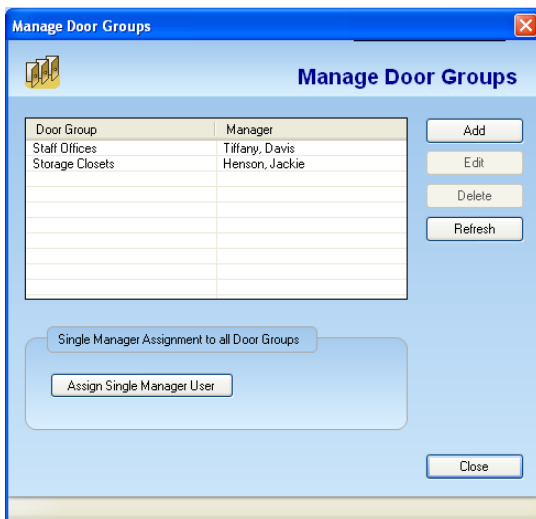 Manage Door Groups
Manage Door Groups
Door Group Manager
Staff Offices Tiffany, Davis
Storage Closets Henson, Jackie
Add
Edit
Delete
Refresh
Single Manager Assignment to all Door Groups
Assign Single Manager User
Close